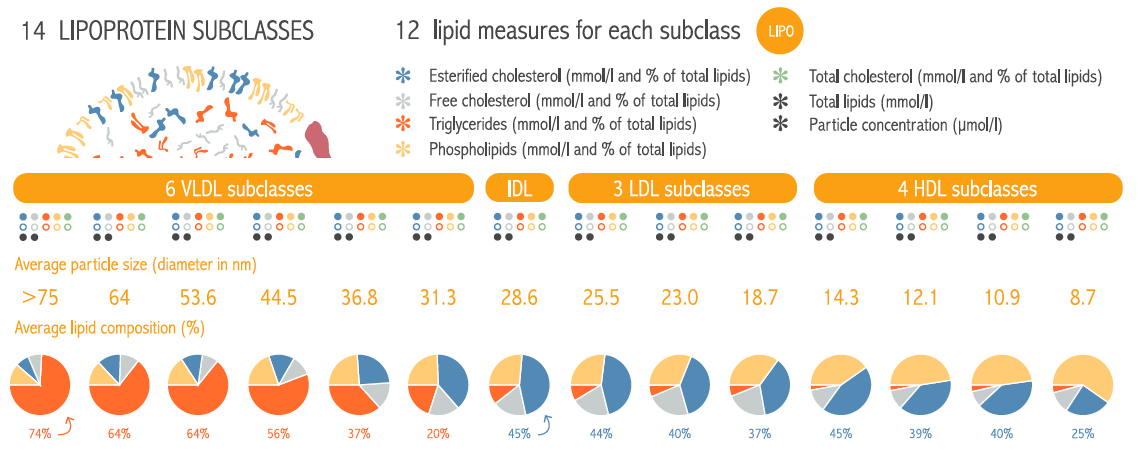 14 LIPOPROTEIN SUBCLASSES
12 lipid measures for each subclass
LIPO
Esterified cholesterol (mmol/l and % of total lipids)
Free cholesterol (mmol/l and % of total lipids)
Triglycerides (mmol/l and % of total lipids)
Phospholipids (mmol/l and % of total lipids)
Total cholesterol (mmol/l and % of total lipids)
Total lipids (mmol/l)
Particle concentration (µmol/l)
6 VLDL subclasses IDL 3 LDL subclasses 4 HDL subclasses
Average particle size (diameter in nm)
>75 64 53.6 44.5 36.8 31.3 28.6 25.5 23.0 18.7 14.3 12.1 10.9 8.7
Average lipid composition (%)
74% 64% 64% 56% 37% 20% 45% 44% 40% 37% 45% 39% 40% 25%